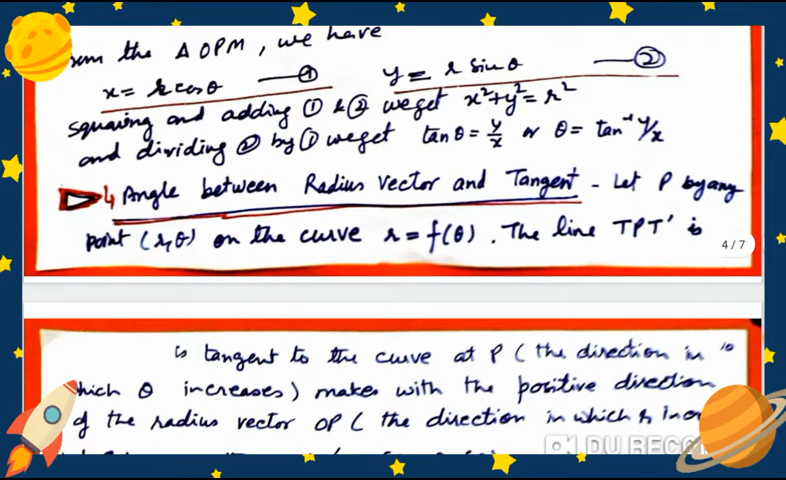 the Δ OPM, we have
x = r cos θ —① y = r sin θ —②
squaring and adding ① & ② we get x² + y² = r²
and dividing ② by ① we get tan θ = y/x or θ = tan⁻¹ y/x
4 Angle between Radius Vector and Tangent - Let P by any
point (r, θ) on the curve r = f(θ). The line TPT' is
4 / 7
is tangent to the curve at P (the direction in
which θ increases) makes with the positive direction
of the radius vector OP (the direction in which r
DU RECO